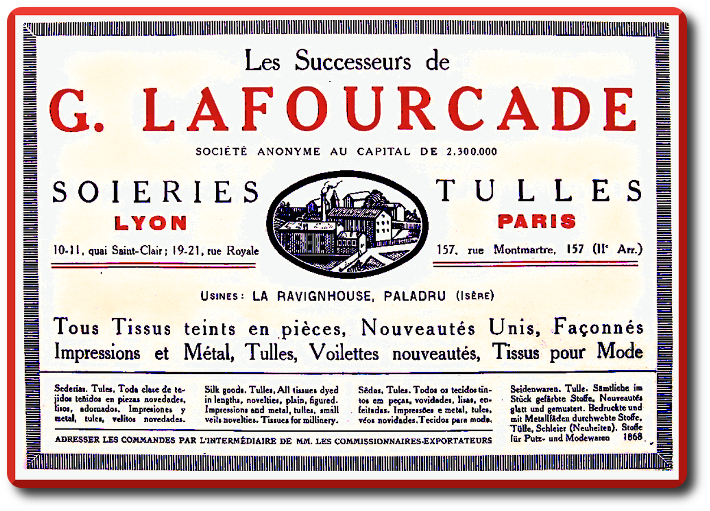 Les Successeurs de
G. LAFOURCADE
SOCIÉTÉ ANONYME AU CAPITAL DE 2.300.000
SOIERIES
LYON
10-11, quai Saint-Clair; 19-21, rue Royale
TULLES
PARIS
157, rue Montmartre, 157 (IIe Arr.)
USINES: LA RAVIGNHOUSE, PALADRU (ISÈRE)
Tous Tissus teints en pièces, Nouveautés Unis, Façonnés
Impressions et Métal, Tulles, Voilettes nouveautés, Tissus pour Mode
Sederias. Tules, Toda clase de te-
jidos teñidos en piezas novedades,
lisos, adornados. Impresiones y
metal, tules, velitos novedades.
Silk goods. Tulles, All tissues dyed
in lengths, novelties, plain, figured.
Impressions and metal, tulles, small
veils novelties. Tissues for millinery.
Sêdas, Tules. Todos os tecidos tin-
tos em peças, novidades, lisas, en-
feitadas. Impressões e metal, tules,
véos novidades. Tecidos para moda.
Seidenwaren. Tulle. Sämtliche im
Stück gefärbte Stoffe, Nouveautés
glatt und gemustert. Bedruckte und
mit Metallfäden durchwebte Stoffe,
Tülle, Schleier (Neuheiten). Stoffe
für Putz- und Modewaren 1868
ADRESSER LES COMMANDES PAR L'INTERMÉDIAIRE DE MM. LES COMMISSIONNAIRES-EXPORTATEURS